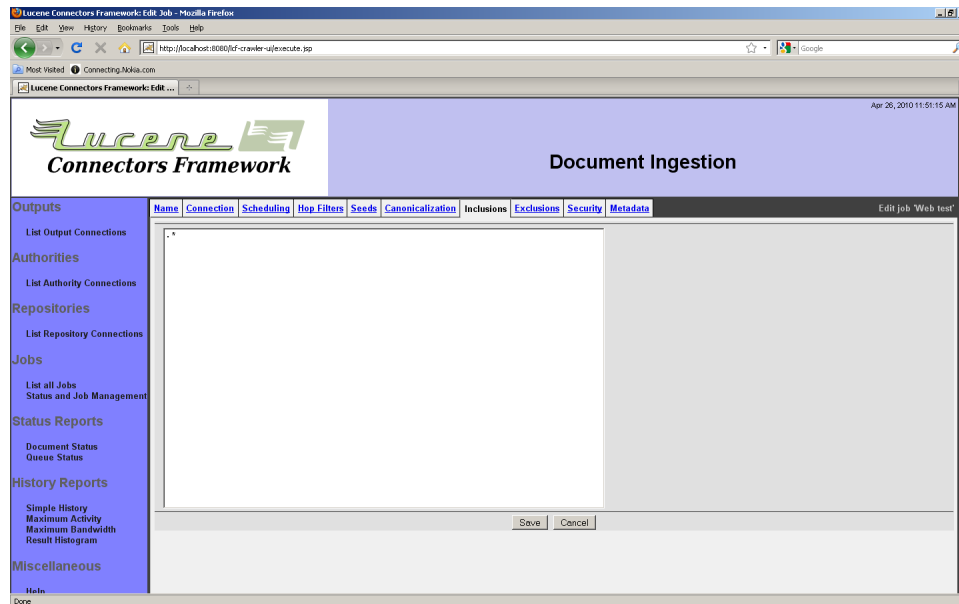 Lucene Connectors Framework: Edit Job - Mozilla Firefox
File Edit View History Bookmarks Tools Help
http://localhost:8080/lcf-crawler-ui/execute.jsp
Google
Most Visited Connecting.Nokia.com
Lucene Connectors Framework: Edit ...
Apr 26, 2010 11:51:15 AM
Lucene
Connectors Framework
Document Ingestion
Outputs
Name Connection Scheduling Hop Filters Seeds Canonicalization Inclusions Exclusions Security Metadata
Edit job 'Web test'
.*
List Output Connections
Authorities
List Authority Connections
Repositories
List Repository Connections
Jobs
List all Jobs
Status and Job Management
Status Reports
Document Status
Queue Status
History Reports
Simple History
Maximum Activity
Maximum Bandwidth
Result Histogram
Save Cancel
Miscellaneous
Help
Done